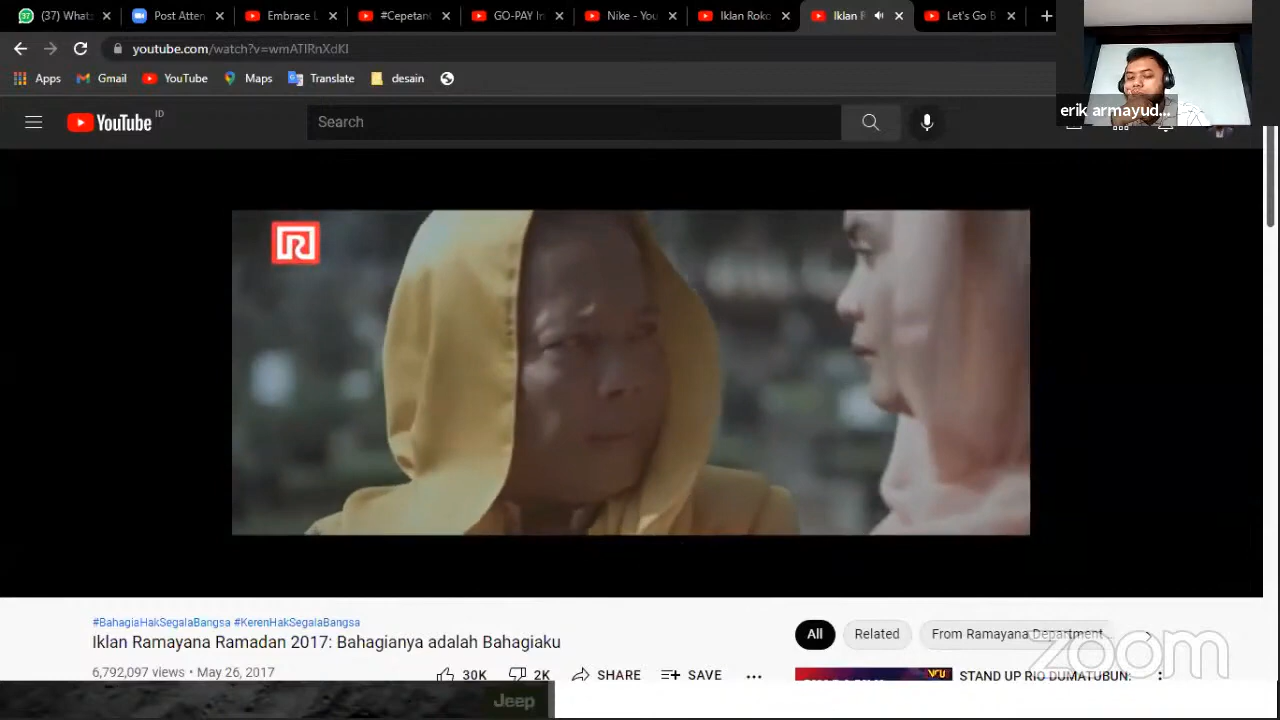 (37) Whats
Post Atten
Embrace L
#Cepetan
GO-PAY In
Nike - You
Iklan Roko
Iklan R
Let's Go B
youtube.com/watch?v=wmATlRnXdKI
Apps
Gmail
YouTube
Maps
Translate
desain
erik armayud...
YouTube ID
Search
R
#BahagiaHakSegalaBangsa #KerenHakSegalaBangsa
Iklan Ramayana Ramadan 2017: Bahagianya adalah Bahagiaku
6,792,097 views • May 26, 2017
30K
2K
SHARE
SAVE
All
Related
From Ramayana Department
zoom
STAND UP RIO DUMATUBUN:
Jeep